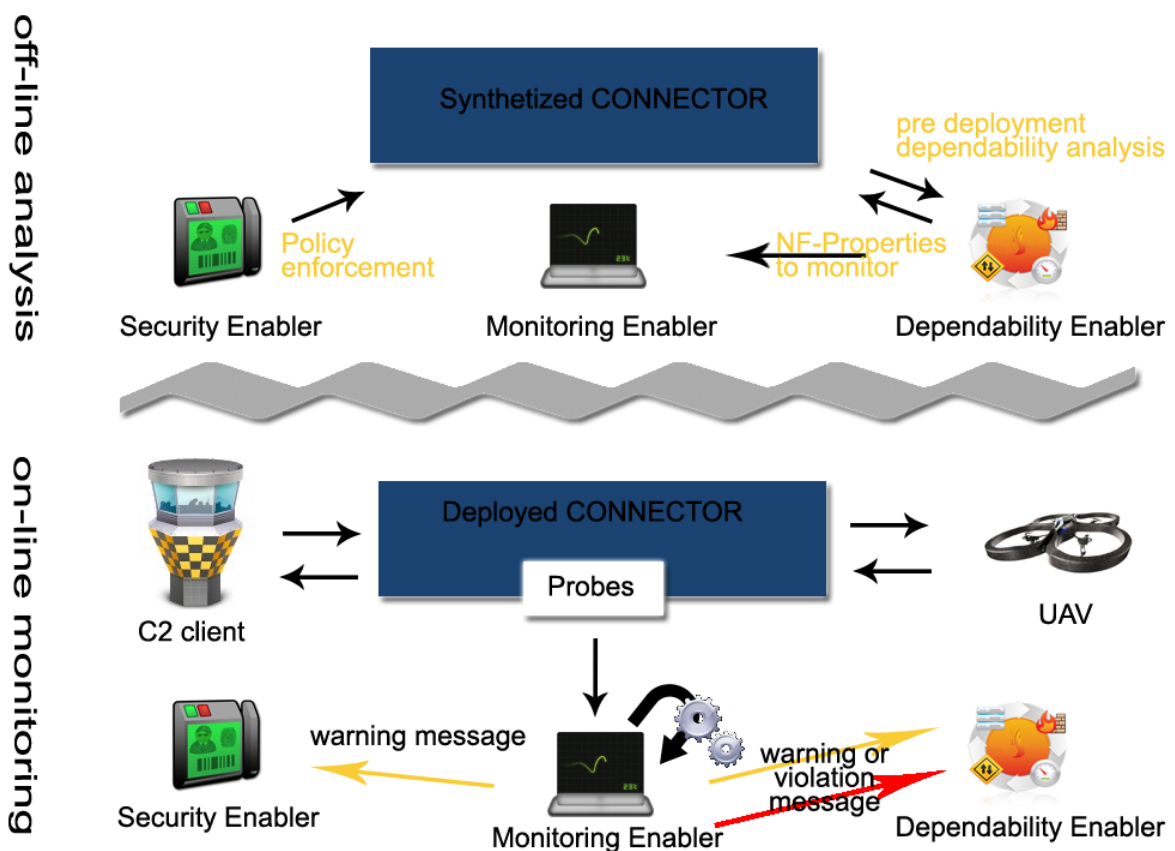 off-line analysis
Synthetized CONNECTOR
pre deployment
dependability analysis
Policy
enforcement
NF-Properties
to monitor
23%
Security Enabler
Monitoring Enabler
Dependability Enabler
on-line monitoring
Deployed CONNECTOR
Probes
C2 client
UAV
warning message
warning or
violation
message
23%
Security Enabler
Monitoring Enabler
Dependability Enabler